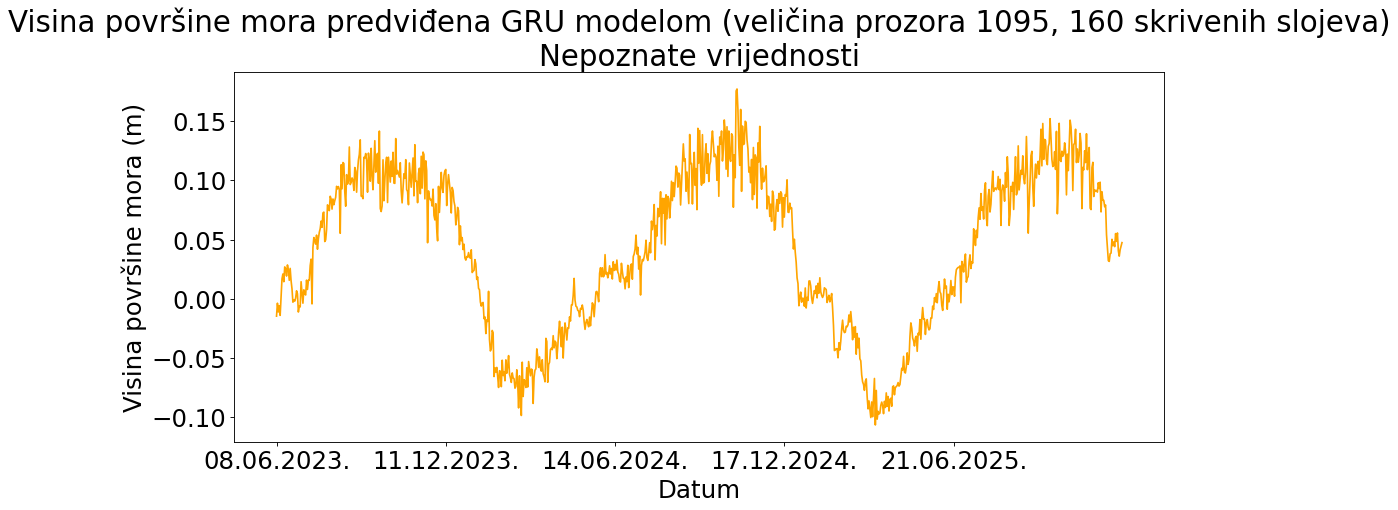 Visina površine mora predviđena GRU modelom (veličina prozora 1095, 160 skrivenih slojeva)
Nepoznate vrijednosti
Visina površine mora (m)
0.15
0.10
0.05
0.00
−0.05
−0.10
08.06.2023. 11.12.2023. 14.06.2024. 17.12.2024. 21.06.2025.
Datum